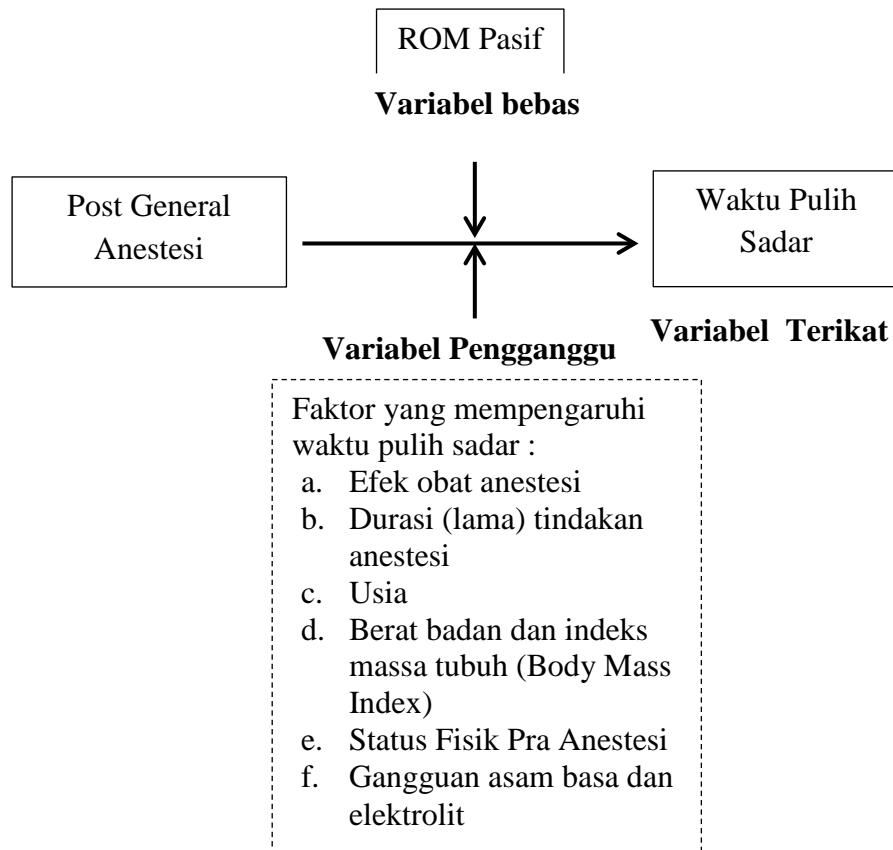 ROM Pasif
Variabel bebas
Post General
Anestesi
Waktu Pulih
Sadar
Variabel Terikat
Variabel Pengganggu
Faktor yang mempengaruhi
waktu pulih sadar :
a. Efek obat anestesi
b. Durasi (lama) tindakan
anestesi
c. Usia
d. Berat badan dan indeks
massa tubuh (Body Mass
Index)
e. Status Fisik Pra Anestesi
f. Gangguan asam basa dan
elektrolit